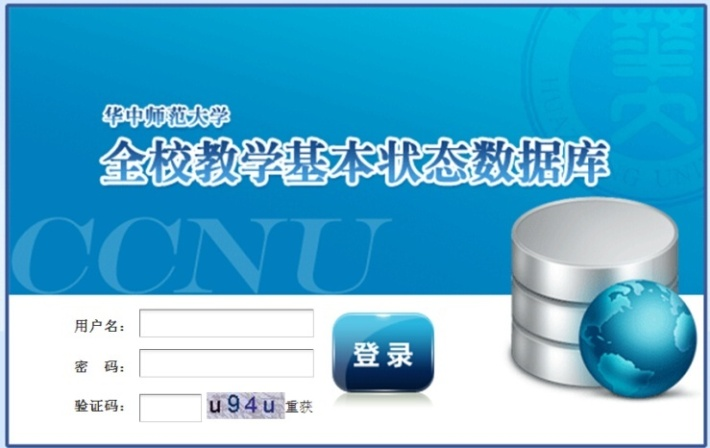 华中师范大学
全校教学基本状态数据库
CCNU
用户名：
密 码：
登录
验证码：
u94u
重获